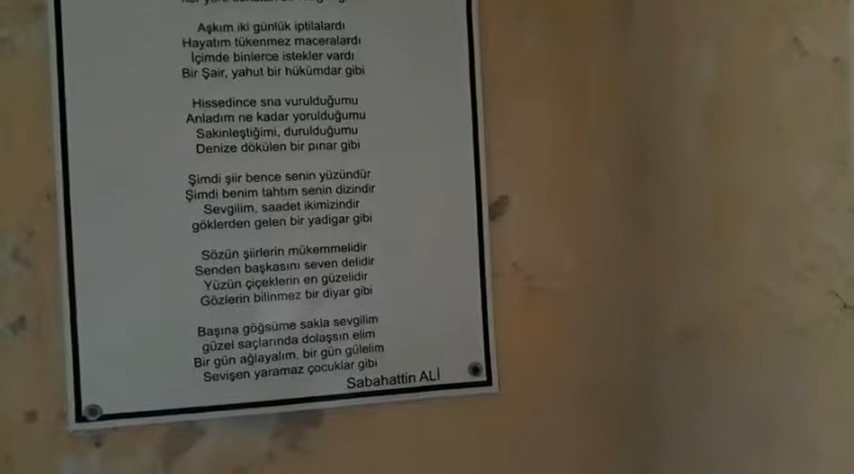 Aşkım iki günlük iptilalardı
Hayatım tükenmez maceralardı
İçimde binlerce istekler vardı
Bir Şair, yahut bir hükümdar gibi
Hissedince sna vurulduğumu
Anladım ne kadar yorulduğumu
Sakinleştiğimi, durulduğumu
Denize dökülen bir pınar gibi
Şimdi şiir bence senin yüzündür
Şimdi benim tahtım senin dizindir
Sevgilim, saadet ikimizindir
göklerden gelen bir yadigar gibi
Sözün şiirlerin mükemmelidir
Senden başkasını seven delidir
Yüzün çiçeklerin en güzelidir
Gözlerin bilinmez bir diyar gibi
Başına göğsüme sakla sevgilim
güzel saçlarında dolaşsın elim
Bir gün ağlayalım, bir gün gülelim
Sevişen yaramaz çocuklar gibi
Sabahattin ALİ